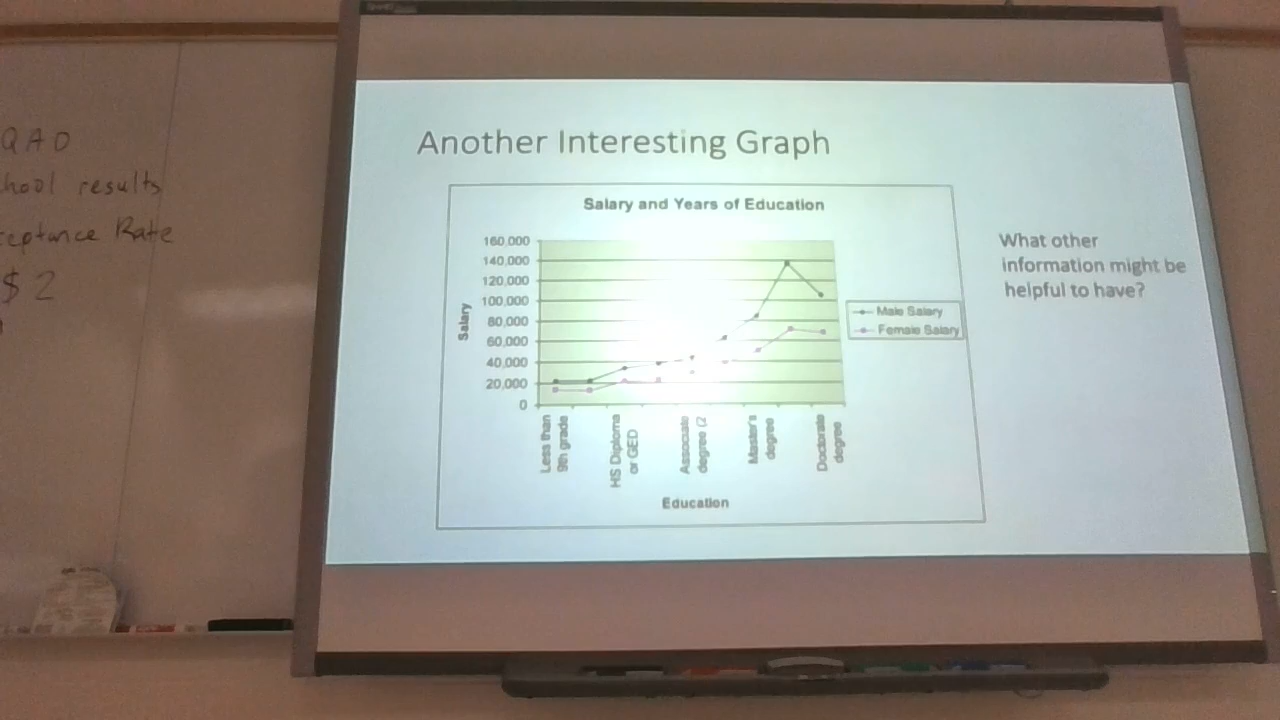 QAO
hool results
ceptance Rate
$2
Another Interesting Graph
Salary and Years of Education
160,000
140,000
120,000
100,000
80,000
60,000
40,000
20,000
0
Salary
Less than
9th grade
HS Diploma
or GED
Associate
degree (2
Master's
degree
Doctorate
degree
Education
Male Salary
Female Salary
What other
information might be
helpful to have?